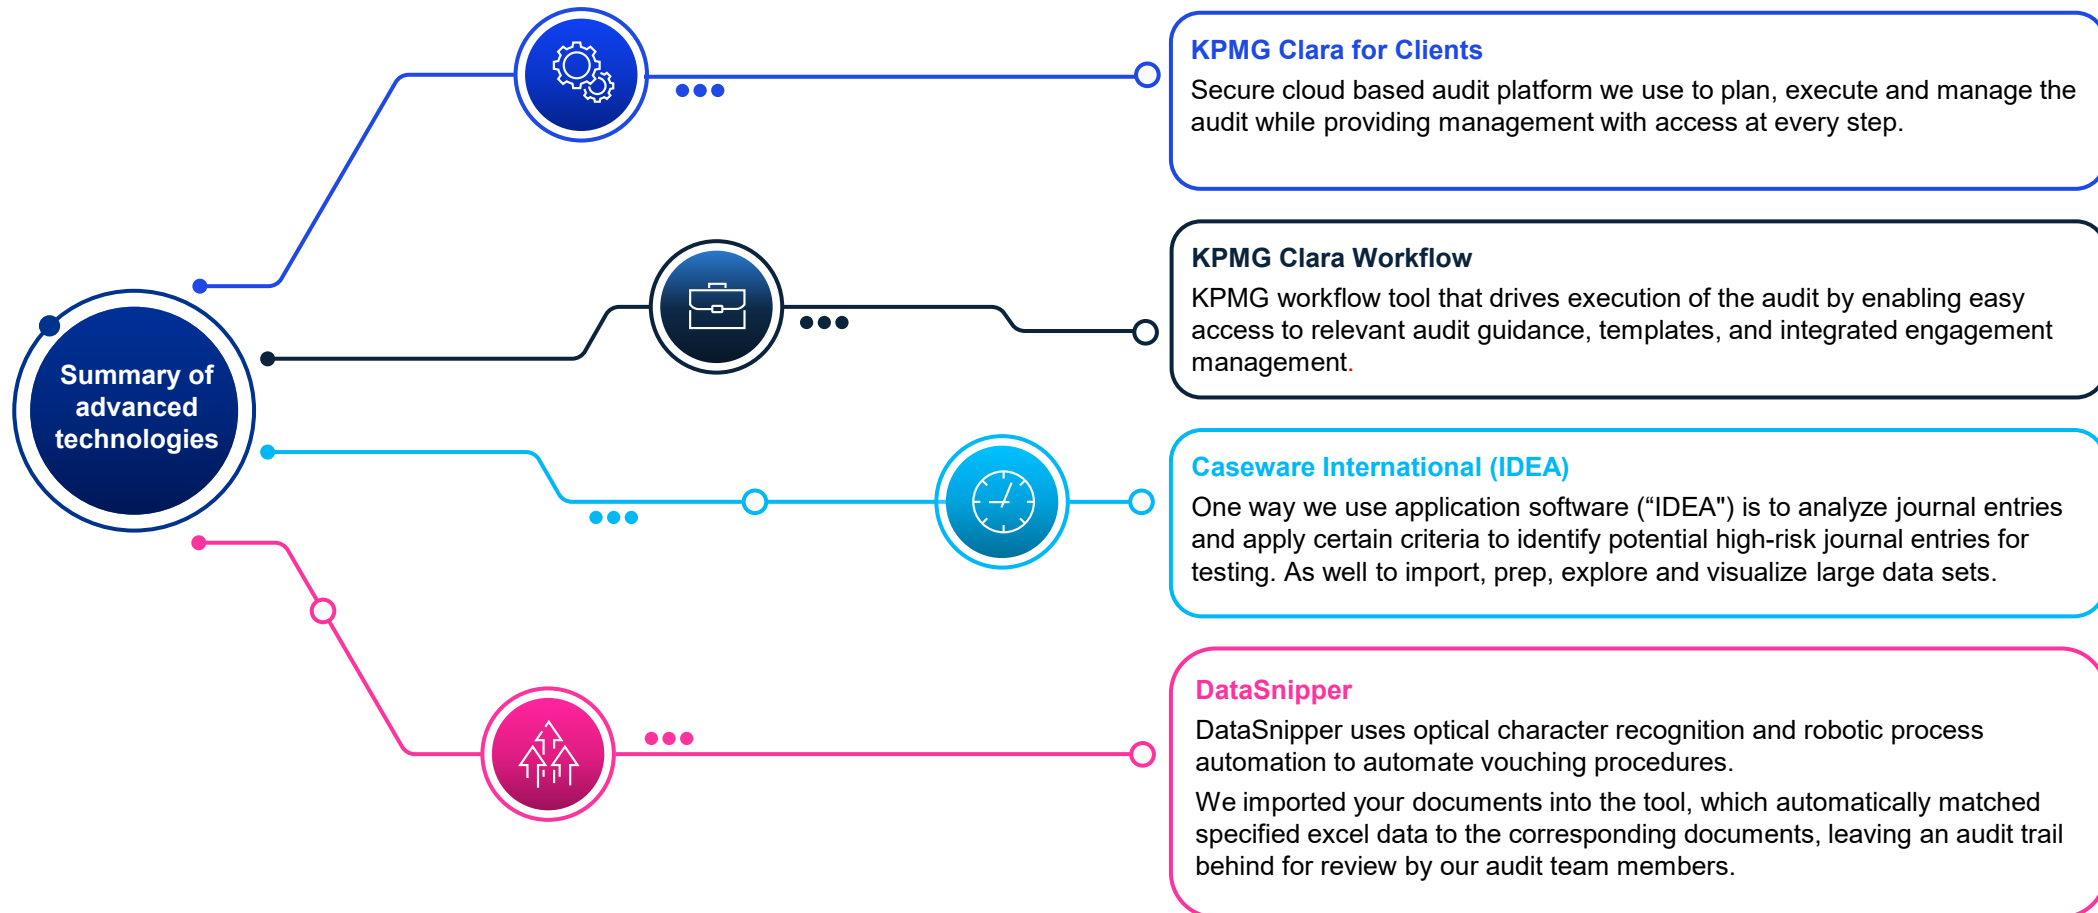 Summary of
advanced
technologies
KPMG Clara for Clients
Secure cloud based audit platform we use to plan, execute and manage the
audit while providing management with access at every step.
KPMG Clara Workflow
KPMG workflow tool that drives execution of the audit by enabling easy
access to relevant audit guidance, templates, and integrated engagement
management.
Caseware International (IDEA)
One way we use application software (“IDEA") is to analyze journal entries
and apply certain criteria to identify potential high-risk journal entries for
testing. As well to import, prep, explore and visualize large data sets.
DataSnipper
DataSnipper uses optical character recognition and robotic process
automation to automate vouching procedures.
We imported your documents into the tool, which automatically matched
specified excel data to the corresponding documents, leaving an audit trail
behind for review by our audit team members.